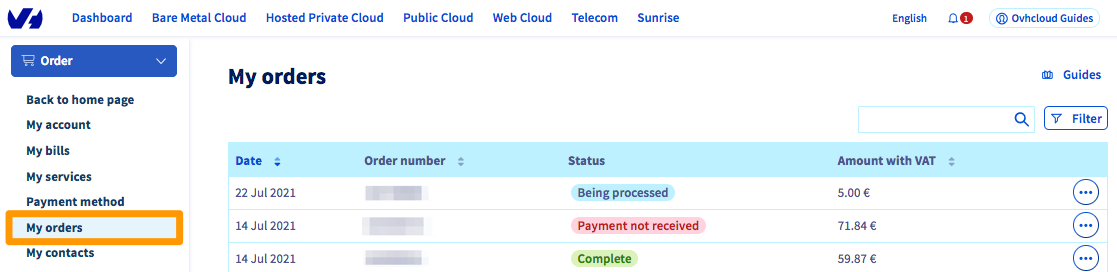 Dashboard Bare Metal Cloud Hosted Private Cloud Public Cloud Web Cloud Telecom Sunrise English 1 Ovhcloud Guides
Order
Back to home page
My account
My bills
My services
Payment method
My orders
My contacts
My orders
Guides
Filter
Date Order number Status Amount with VAT
22 Jul 2021 Being processed 5.00 €
14 Jul 2021 Payment not received 71.84 €
14 Jul 2021 Complete 59.87 €